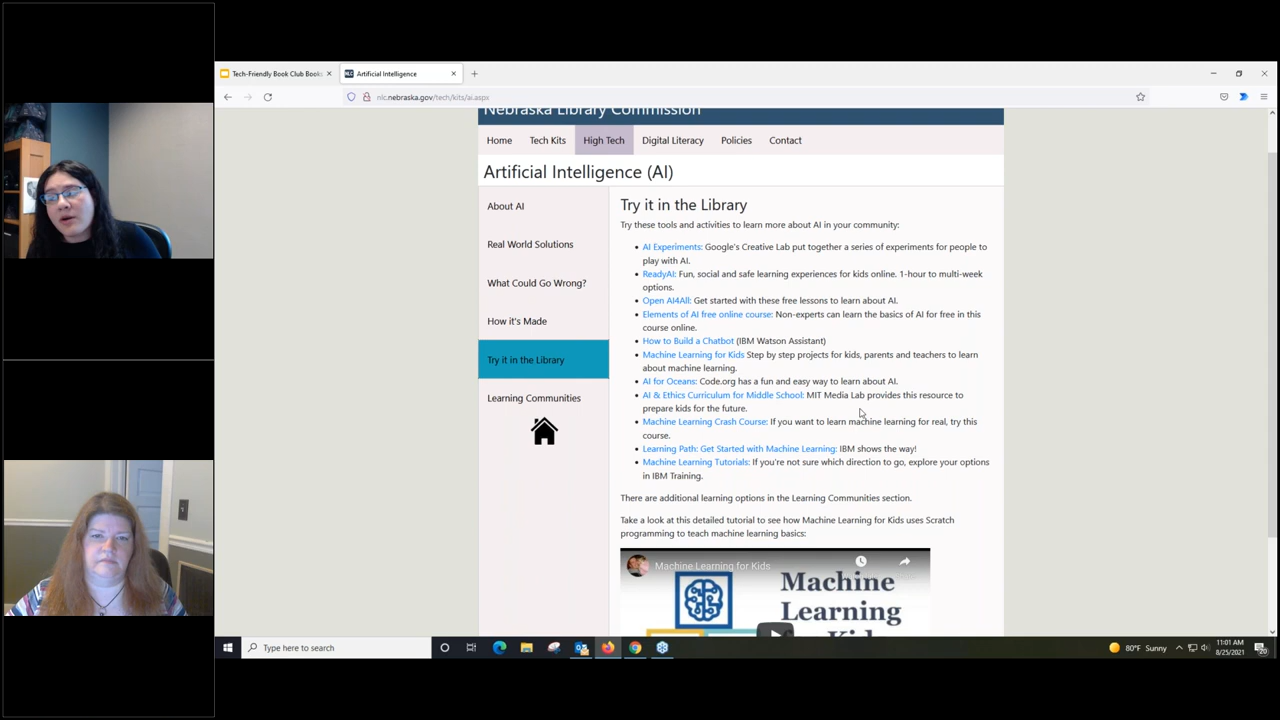 Tech-Friendly Book Club Books
Artificial Intelligence
nlc.nebraska.gov/tech/kits/ai.aspx
Nebraska Library Commission
Home Tech Kits High Tech Digital Literacy Policies Contact
Artificial Intelligence (AI)
About AI
Real World Solutions
What Could Go Wrong?
How it's Made
Try it in the Library
Learning Communities
Try it in the Library
Try these tools and activities to learn more about AI in your community:
AI Experiments: Google's Creative Lab put together a series of experiments for people to
play with AI.
ReadyAI: Fun, social and safe learning experiences for kids online. 1-hour to multi-week
options.
Open AI4All: Get started with these free lessons to learn about AI.
Elements of AI free online course: Non-experts can learn the basics of AI for free in this
course online.
How to Build a Chatbot (IBM Watson Assistant)
Machine Learning for Kids Step by step projects for kids, parents and teachers to learn
about machine learning.
AI for Oceans: Code.org has a fun and easy way to learn about AI.
AI & Ethics Curriculum for Middle School: MIT Media Lab provides this resource to
prepare kids for the future.
Machine Learning Crash Course: If you want to learn machine learning for real, try this
course.
Learning Path: Get Started with Machine Learning: IBM shows the way!
Machine Learning Tutorials: If you're not sure which direction to go, explore your options
in IBM Training.
There are additional learning options in the Learning Communities section.
Take a look at this detailed tutorial to see how Machine Learning for Kids uses Scratch
programming to teach machine learning basics:
Machine Learning for Kids
Machine
Learning
Type here to search
80°F Sunny
11:01 AM
8/25/2021
20